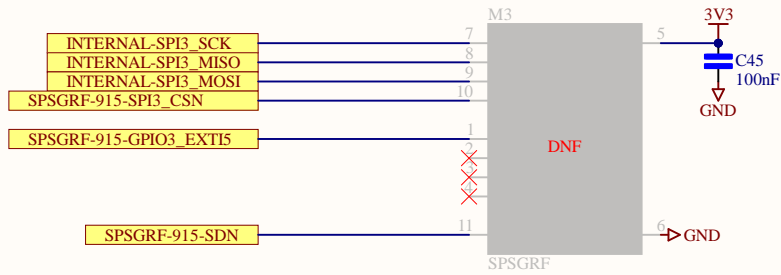 M3
3V3
INTERNAL-SPI3_SCK 7 5
INTERNAL-SPI3_MISO 8 C45
INTERNAL-SPI3_MOSI 9 100nF
SPSGRF-915-SPI3_CSN 10
GND
SPSGRF-915-GPIO3_EXTI5 1
2 DNF
3
4
SPSGRF-915-SDN 11 6 GND
SPSGRF